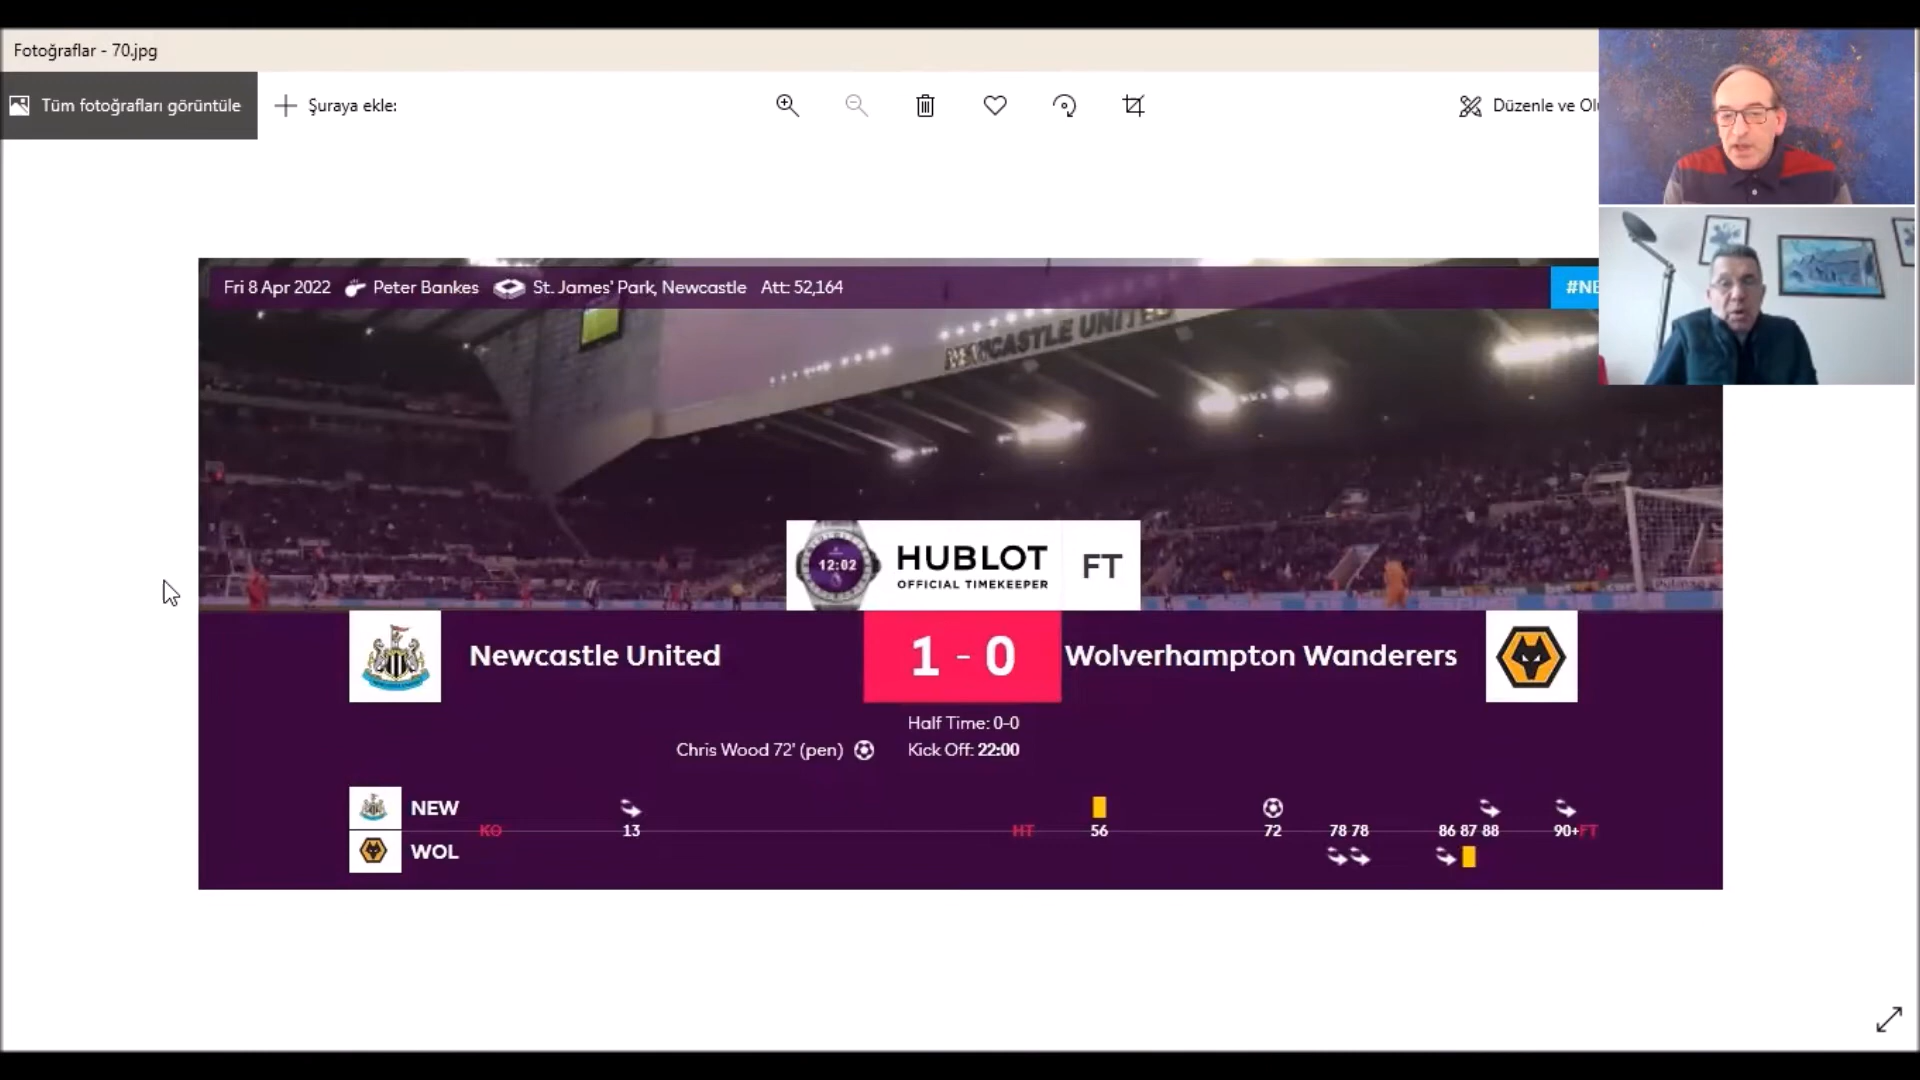 Fotoğraflar - 70.jpg
Tüm fotoğrafları görüntüle
Şuraya ekle:
Düzenle ve Ol
Fri 8 Apr 2022 Peter Bankes St. James' Park, Newcastle Att: 52,164
#NE
NEWCASTLE UNITED
12:02
HUBLOT
OFFICIAL TIMEKEEPER
FT
Newcastle United 1 - 0 Wolverhampton Wanderers
Half Time: 0-0
Chris Wood 72' (pen) Kick Off: 22:00
NEW
KO 13 HT 56 72 78 78 86 87 88 90+ FT
WOL